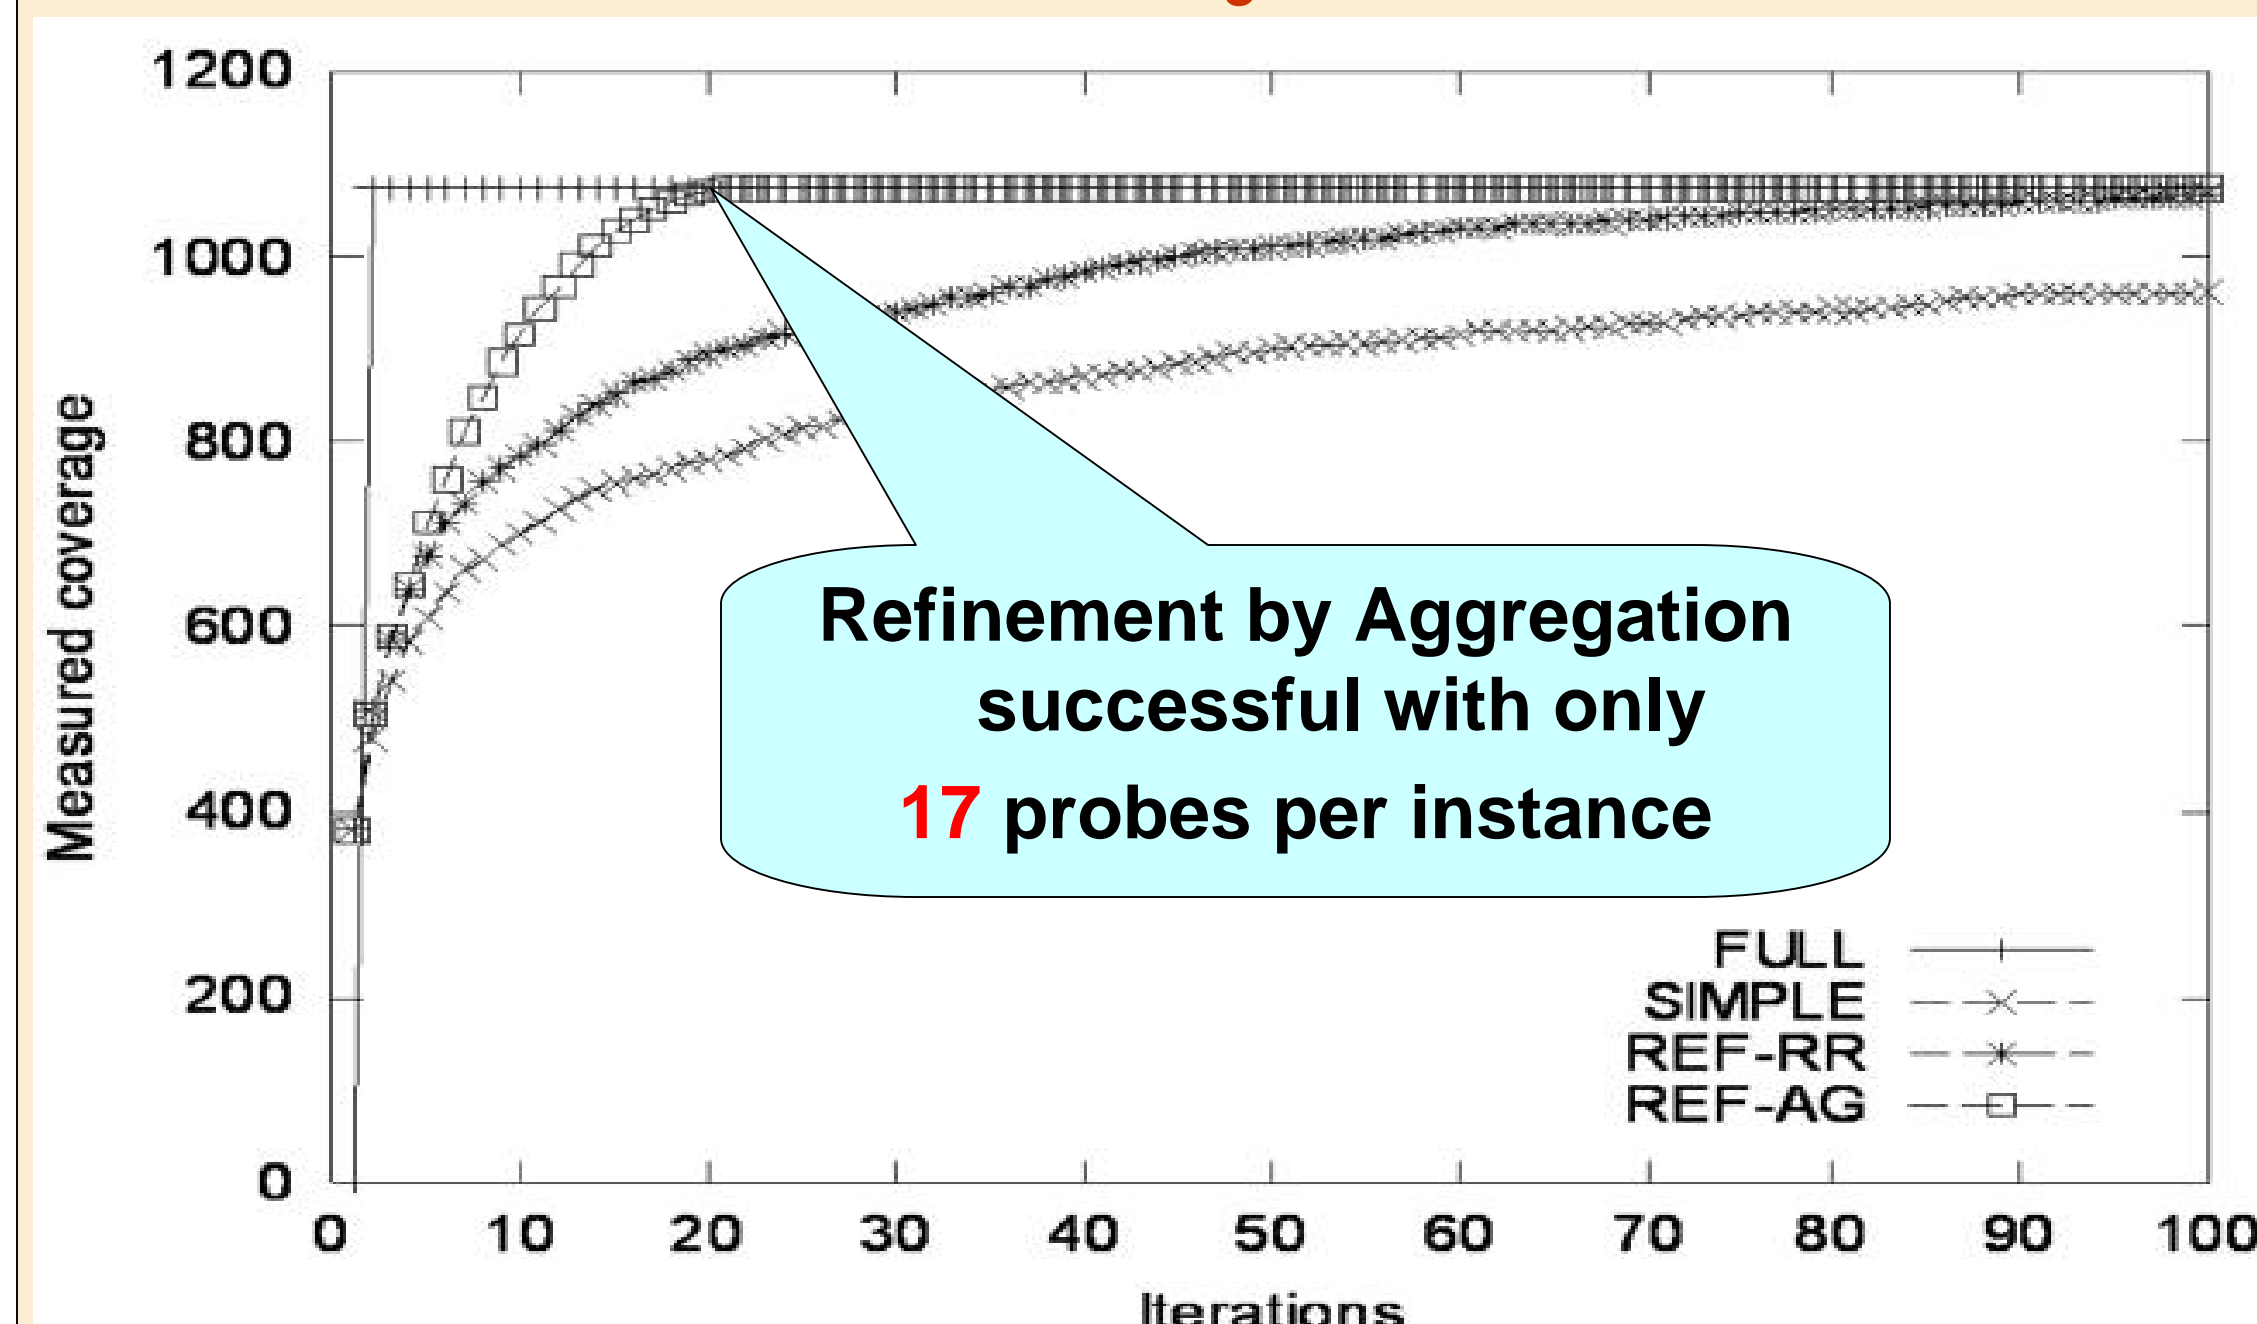 1200
1000
800
600
400
200
0
Measured coverage
Refinement by Aggregation
successful with only
17 probes per instance
FULL
SIMPLE
REF-RR
REF-AG
0 10 20 30 40 50 60 70 80 90 100
Iterations